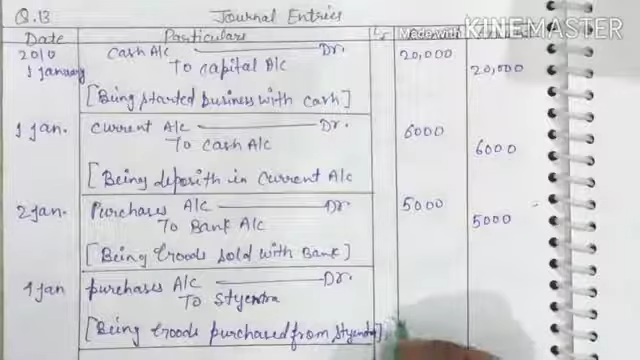 Q.13 Journal Entries
Date Particulars L.f Made with KINEMASTER
2010 Cash A/c Dr. 20,000
1 January To capital A/c 20,000
[Being started business with cash]
1 Jan. Current A/c Dr. 6000
To cash A/c 6000
[Being deposith in Current A/c
2 Jan. Purchases A/c Dr 5000
To Bank A/c 5000
[Being Goods sold with Bank]
4 Jan purchases A/c Dr.
To Styentra
[Being Goods purchased from Styendra]